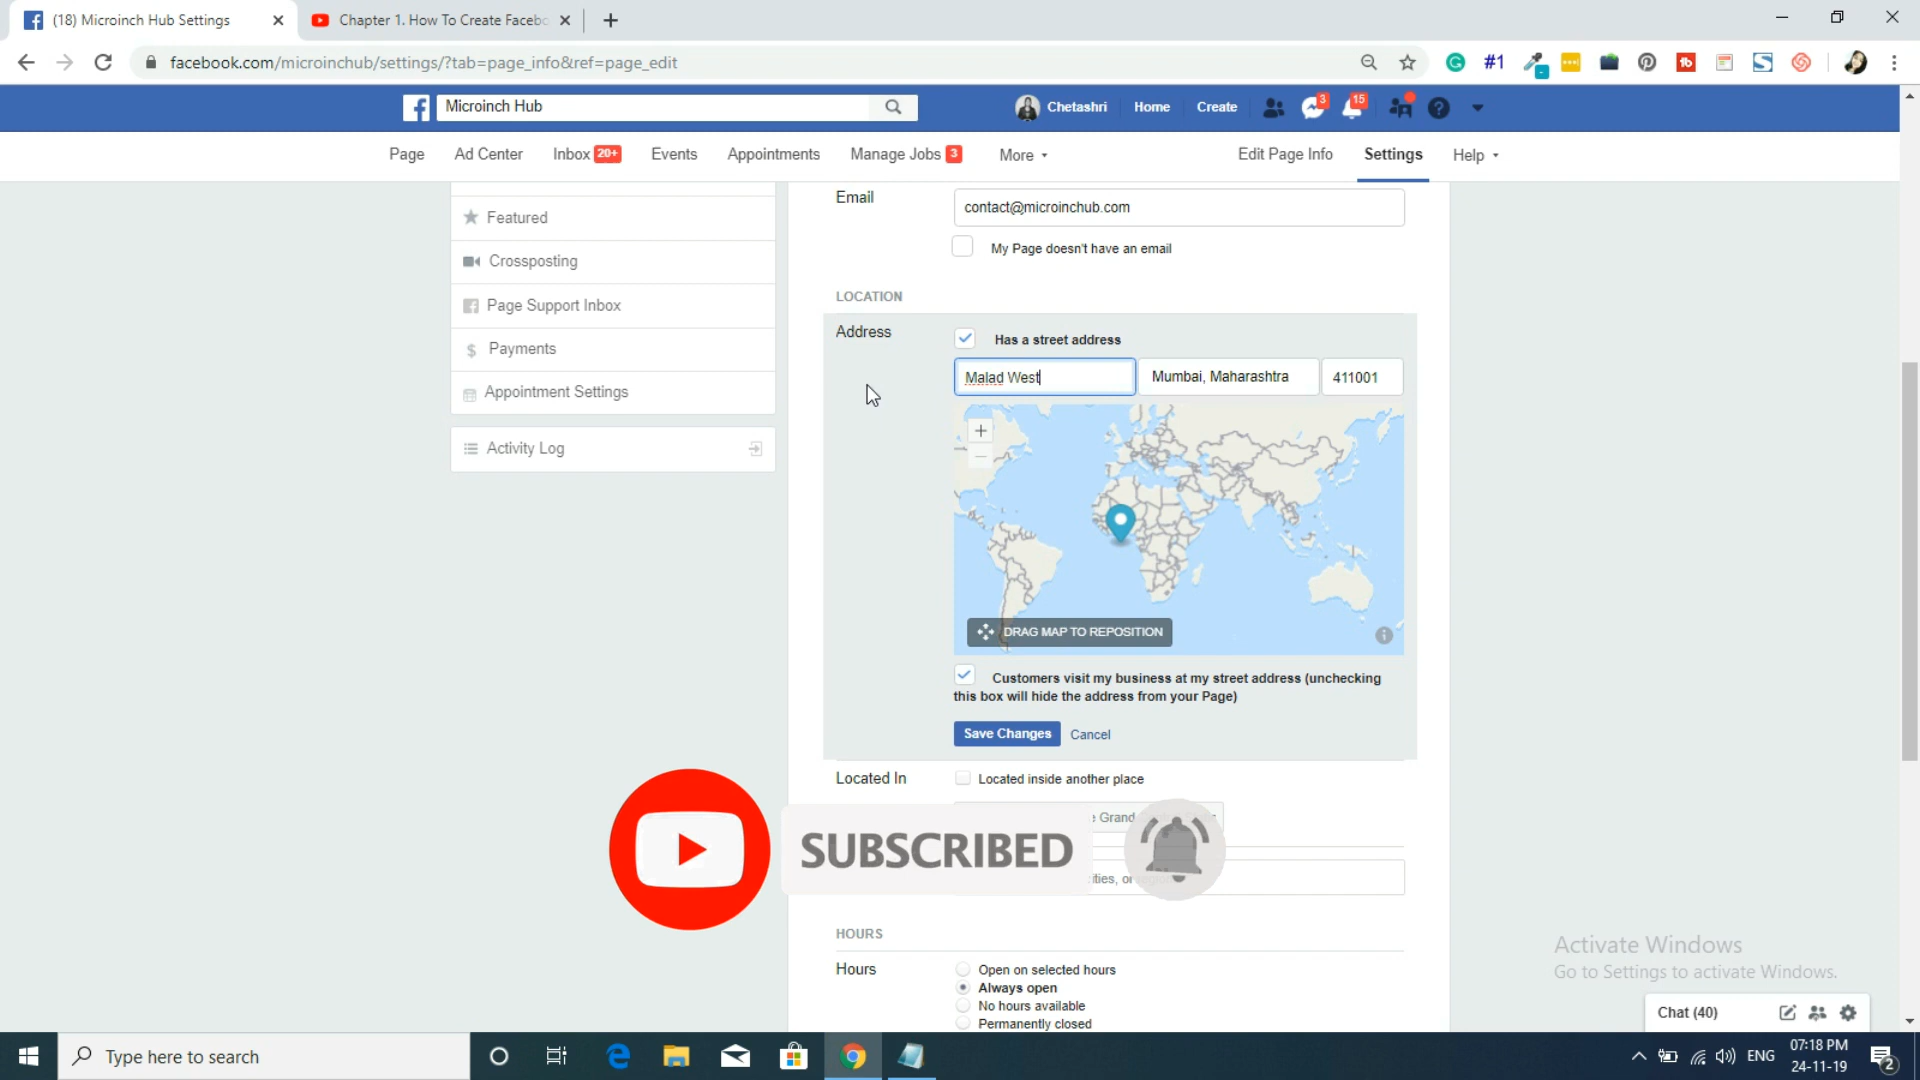 (18) Microinch Hub Settings
Chapter 1. How To Create Facebo
facebook.com/microinchub/settings/?tab=page_info&ref=page_edit
#1
Microinch Hub
Chetashri
Home
Create
3
15
Page
Ad Center
Inbox 20+
Events
Appointments
Manage Jobs 3
More
Edit Page Info
Settings
Help
Featured
Crossposting
Page Support Inbox
Payments
Appointment Settings
Activity Log
Email
contact@microinchub.com
My Page doesn't have an email
LOCATION
Address
Has a street address
Malad West
Mumbai, Maharashtra
411001
DRAG MAP TO REPOSITION
Customers visit my business at my street address (unchecking
this box will hide the address from your Page)
Save Changes
Cancel
Located In
Located inside another place
Grand
SUBSCRIBED
HOURS
Hours
Open on selected hours
Always open
No hours available
Permanently closed
Activate Windows
Go to Settings to activate Windows.
Chat (40)
Type here to search
ENG
07:18 PM
24-11-19
2